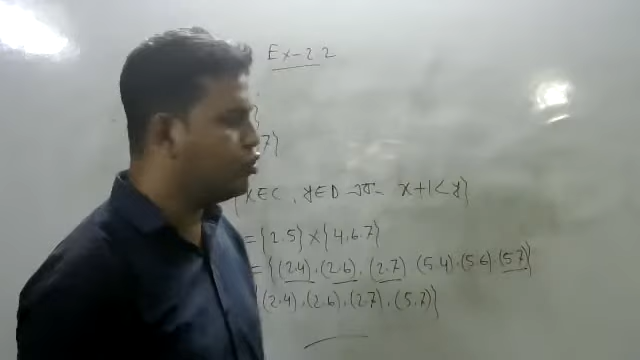 Ex-2.2
}
7}
{x∈C, y∈D এবং x+1<y}
={2.5}×{4,6.7}
={(2.4).(2.6).(2.7) (5.4).(5.6).(5.7)}
{(2.4).(2.6).(2.7).(5.7)}